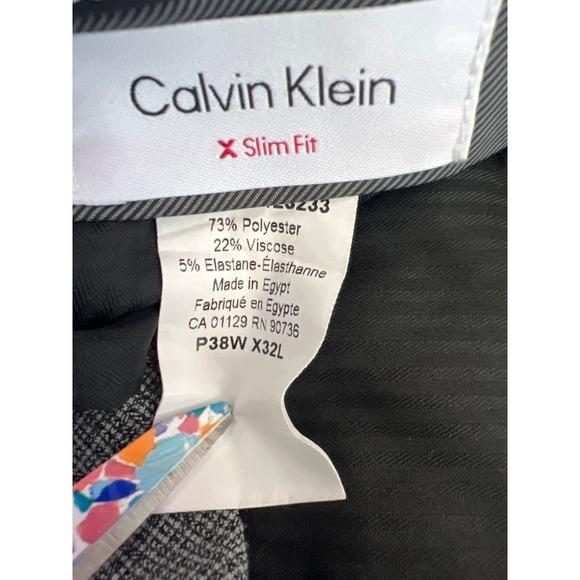 Calvin Klein
X Slim Fit
73% Polyester
22% Viscose
5% Elastane-Élasthanne
Made in Egypt
Fabriqué en Egypte
CA 01129 RN 90736
P38W X32L